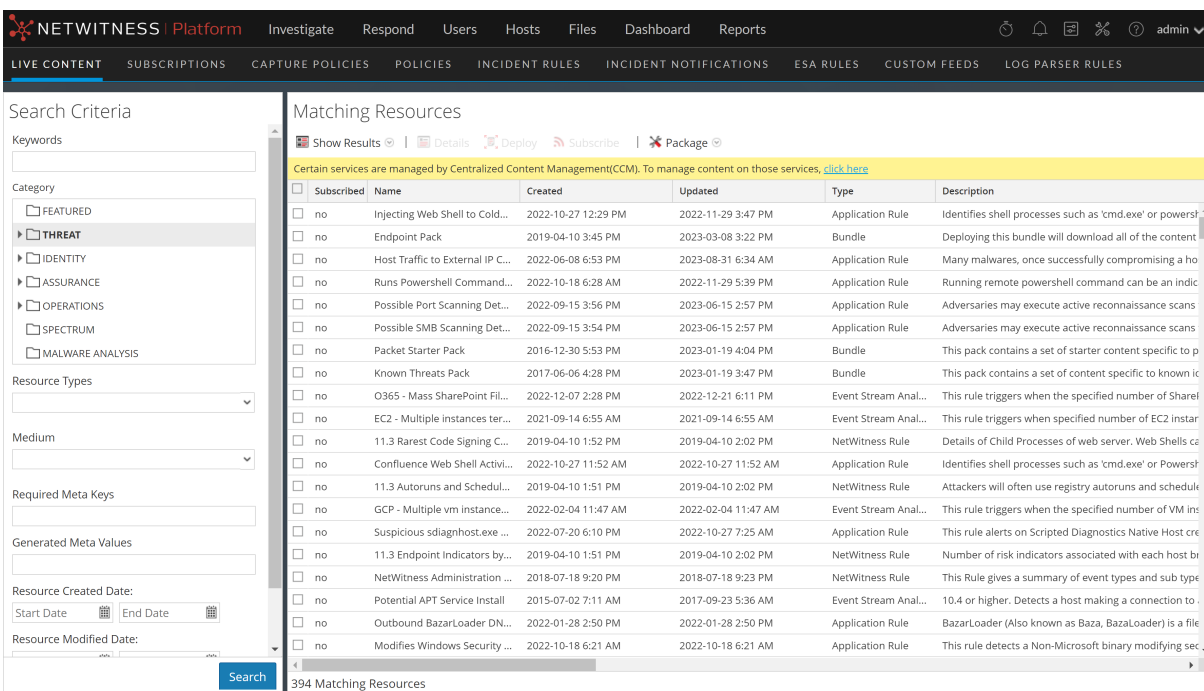 NETWITNESS Platform Investigate Respond Users Hosts Files Dashboard Reports admin
LIVE CONTENT SUBSCRIPTIONS CAPTURE POLICIES POLICIES INCIDENT RULES INCIDENT NOTIFICATIONS ESA RULES CUSTOM FEEDS LOG PARSER RULES
Search Criteria
Keywords
Category
FEATURED
THREAT
IDENTITY
ASSURANCE
OPERATIONS
SPECTRUM
MALWARE ANALYSIS
Resource Types
Medium
Required Meta Keys
Generated Meta Values
Resource Created Date:
Start Date End Date
Resource Modified Date:
Search
Matching Resources
Show Results Details Deploy Subscribe Package
Certain services are managed by Centralized Content Management(CCM). To manage content on those services, click here
Subscribed Name Created Updated Type Description
no Injecting Web Shell to Cold... 2022-10-27 12:29 PM 2022-11-29 3:47 PM Application Rule Identifies shell processes such as 'cmd.exe' or powersh
no Endpoint Pack 2019-04-10 3:45 PM 2023-03-08 3:22 PM Bundle Deploying this bundle will download all of the content
no Host Traffic to External IP C... 2022-06-08 6:53 PM 2023-08-31 6:34 AM Application Rule Many malwares, once successfully compromising a ho
no Runs Powershell Command... 2022-10-18 6:28 AM 2022-11-29 5:39 PM Application Rule Running remote powershell command can be an indic
no Possible Port Scanning Det... 2022-09-15 3:56 PM 2023-06-15 2:57 PM Application Rule Adversaries may execute active reconnaissance scans
no Possible SMB Scanning Det... 2022-09-15 3:54 PM 2023-06-15 2:57 PM Application Rule Adversaries may execute active reconnaissance scans
no Packet Starter Pack 2016-12-30 5:53 PM 2023-01-19 4:04 PM Bundle This pack contains a set of starter content specific to p
no Known Threats Pack 2017-06-06 4:28 PM 2023-01-19 3:47 PM Bundle This pack contains a set of content specific to known ic
no O365 - Mass SharePoint Fil... 2022-12-07 2:28 PM 2022-12-21 6:11 PM Event Stream Anal... This rule triggers when the specified number of Sharel
no EC2 - Multiple instances ter... 2021-09-14 6:55 AM 2021-09-14 6:55 AM Event Stream Anal... This rule triggers when specified number of EC2 instar
no 11.3 Rarest Code Signing C... 2019-04-10 1:52 PM 2019-04-10 2:02 PM NetWitness Rule Details of Child Processes of web server. Web Shells ca
no Confluence Web Shell Activi... 2022-10-27 11:52 AM 2022-10-27 11:52 AM Application Rule Identifies shell processes such as 'cmd.exe' or Powersh
no 11.3 Autoruns and Schedul... 2019-04-10 1:51 PM 2019-04-10 2:02 PM NetWitness Rule Attackers will often use registry autoruns and schedule
no GCP - Multiple vm instance... 2022-02-04 11:47 AM 2022-02-04 11:47 AM Event Stream Anal... This rule triggers when the specified number of VM ins
no Suspicious sdiagnhost.exe ... 2022-07-20 6:10 PM 2022-10-27 7:25 AM Application Rule This rule alerts on Scripted Diagnostics Native Host cre
no 11.3 Endpoint Indicators by... 2019-04-10 1:51 PM 2019-04-10 2:02 PM NetWitness Rule Number of risk indicators associated with each host br
no NetWitness Administration ... 2018-07-18 9:20 PM 2018-07-18 9:23 PM NetWitness Rule This Rule gives a summary of event types and sub type
no Potential APT Service Install 2015-07-02 7:11 AM 2017-09-23 5:36 AM Event Stream Anal... 10.4 or higher. Detects a host making a connection to
no Outbound BazarLoader DN... 2022-01-28 2:50 PM 2022-01-28 2:50 PM Application Rule BazarLoader (Also known as Baza, BazaLoader) is a file
no Modifies Windows Security ... 2022-10-18 6:21 AM 2022-10-18 6:21 AM Application Rule This rule detects a Non-Microsoft binary modifying sec
394 Matching Resources